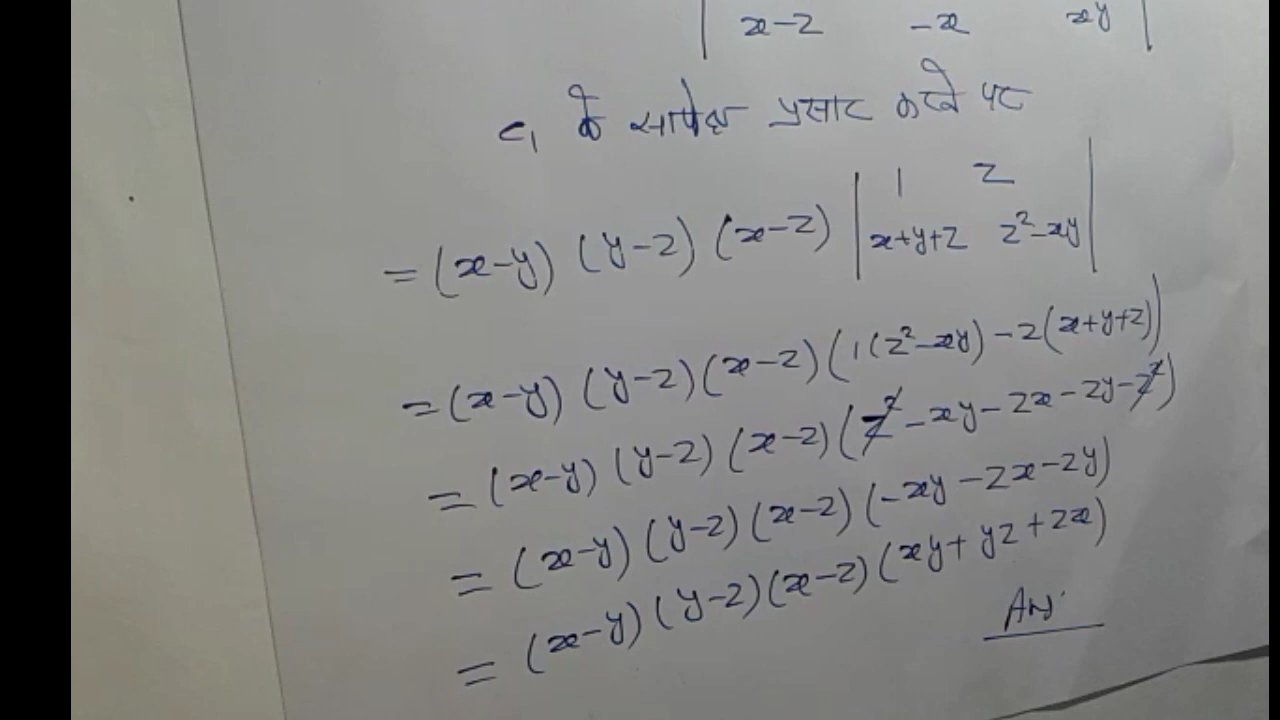 | x-z -x xy |
C₁ के सापेक्ष प्रसार करने पर
| 1 z |
= (x-y) (y-z) (x-z) | x+y+z z²-xy |
= (x-y) (y-z) (x-z) (1(z²-xy) - z(x+y+z))
= (x-y) (y-z) (x-z) (z² - xy - zx - zy - z²)
= (x-y) (y-z) (x-z) (-xy - zx - zy)
= (x-y) (y-z) (x-z) (xy + yz + zx)
Ans.